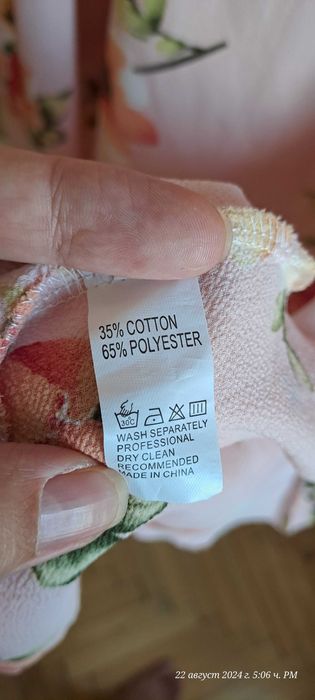 35% COTTON
65% POLYESTER
30C
WASH SEPARATELY
PROFESSIONAL
DRY CLEAN
RECOMMENDED
MADE IN CHINA
22 август 2024 г. 5:06 ч. PM